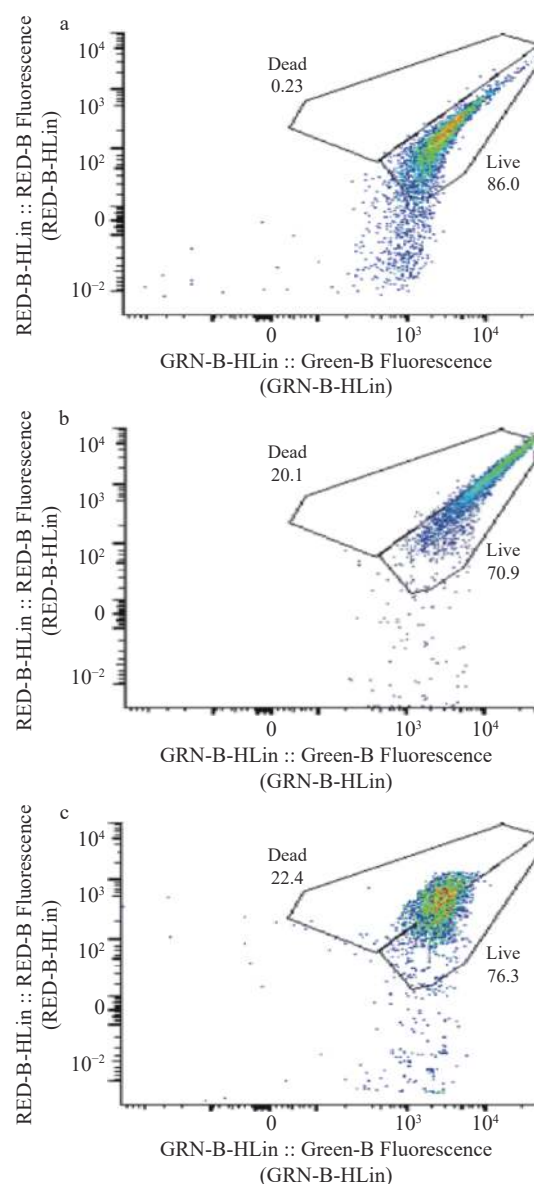 a
RED-B-HLin :: RED-B Fluorescence
(RED-B-HLin)
10⁴
10³
10²
0
10⁻²
Dead
0.23
Live
86.0
0
10³
10⁴
GRN-B-HLin :: Green-B Fluorescence
(GRN-B-HLin)
b
RED-B-HLin :: RED-B Fluorescence
(RED-B-HLin)
10⁴
10³
10²
0
10⁻²
Dead
20.1
Live
70.9
0
10³
10⁴
GRN-B-HLin :: Green-B Fluorescence
(GRN-B-HLin)
c
RED-B-HLin :: RED-B Fluorescence
(RED-B-HLin)
10⁴
10³
10²
0
10⁻²
Dead
22.4
Live
76.3
0
10³
10⁴
GRN-B-HLin :: Green-B Fluorescence
(GRN-B-HLin)